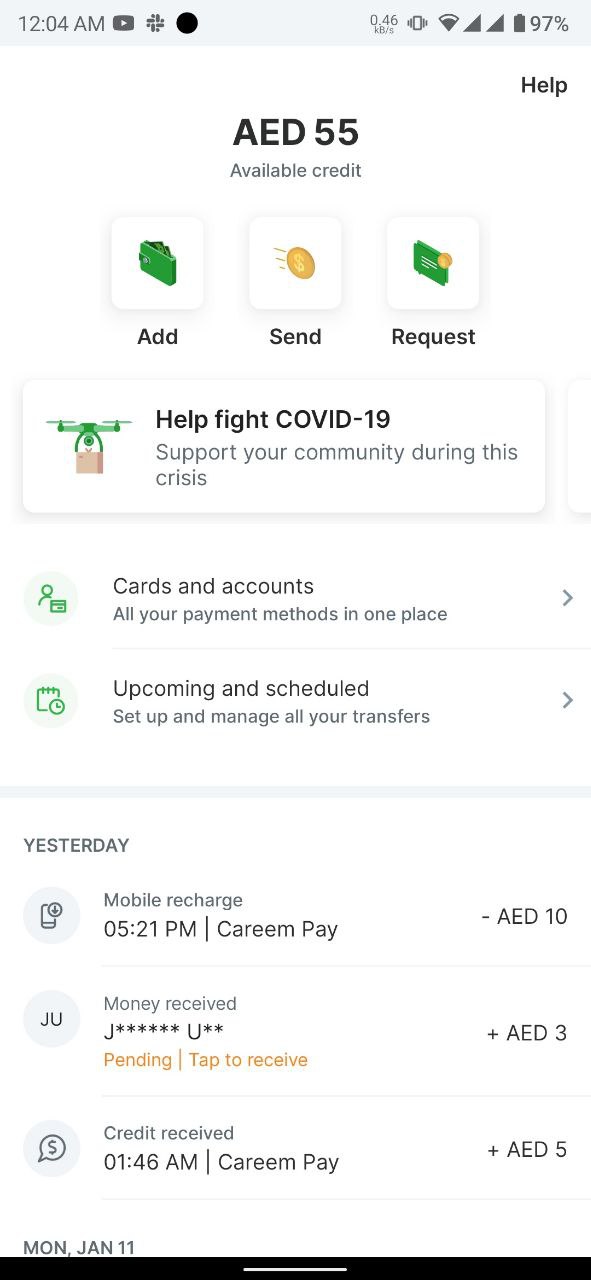 12:04 AM
0.46
kB/s
97%
Help
AED 55
Available credit
Add
Send
Request
Help fight COVID-19
Support your community during this
crisis
Cards and accounts
All your payment methods in one place
Upcoming and scheduled
Set up and manage all your transfers
YESTERDAY
Mobile recharge
05:21 PM | Careem Pay
- AED 10
JU
Money received
J****** U**
Pending | Tap to receive
+ AED 3
Credit received
01:46 AM | Careem Pay
+ AED 5
MON, JAN 11